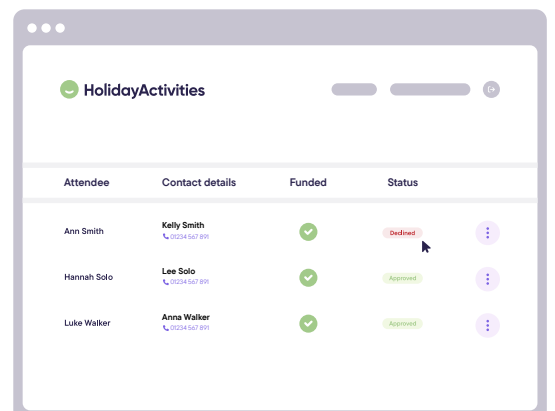 HolidayActivities
Attendee Contact details Funded Status
Ann Smith Kelly Smith Declined
01234 567 891
Hannah Solo Lee Solo Approved
01234 567 891
Luke Walker Anna Walker Approved
01234 567 891